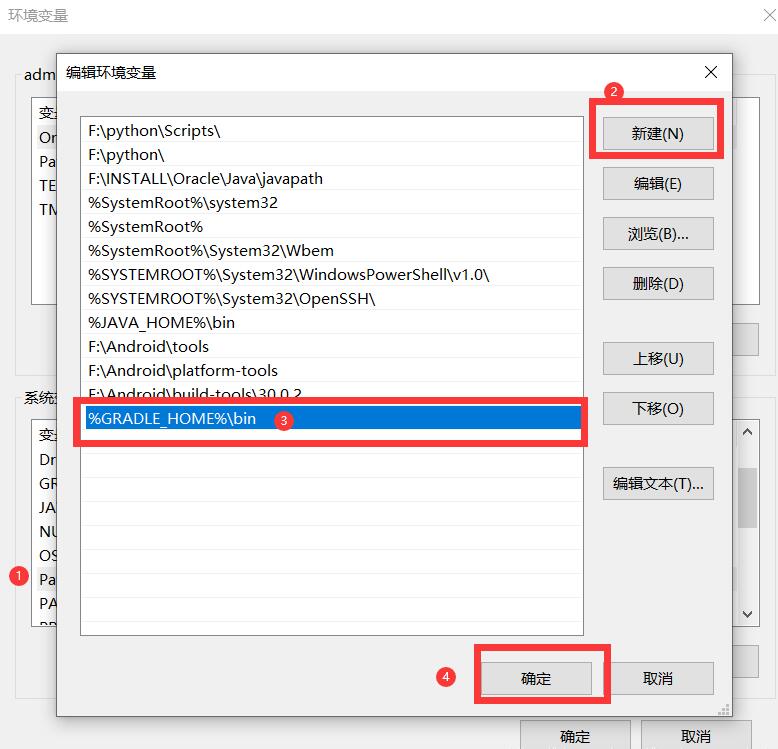 环境变量
adm
编辑环境变量
2
变
Or
Pa
TE
TM
F:\python\Scripts\
F:\python\
F:\INSTALL\Oracle\Java\javapath
%SystemRoot%\system32
%SystemRoot%
%SystemRoot%\System32\Wbem
%SYSTEMROOT%\System32\WindowsPowerShell\v1.0\
%SYSTEMROOT%\System32\OpenSSH\
%JAVA_HOME%\bin
F:\Android\tools
F:\Android\platform-tools
F:\Android\build-tools\30.0.2
%GRADLE_HOME%\bin 3
新建(N)
编辑(E)
浏览(B)...
删除(D)
上移(U)
下移(O)
编辑文本(T)...
系统
变
Dr
GR
JA
NU
OS
1 Pa
PA
4 确定 取消
确定 取消